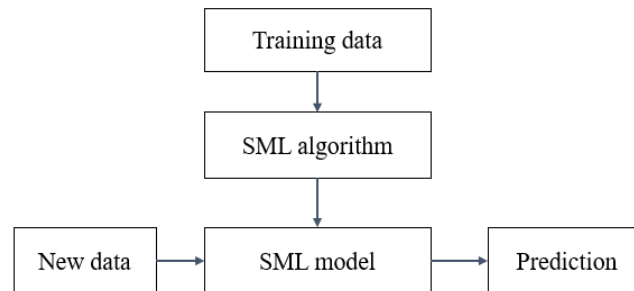 Training data
SML algorithm
New data
SML model
Prediction